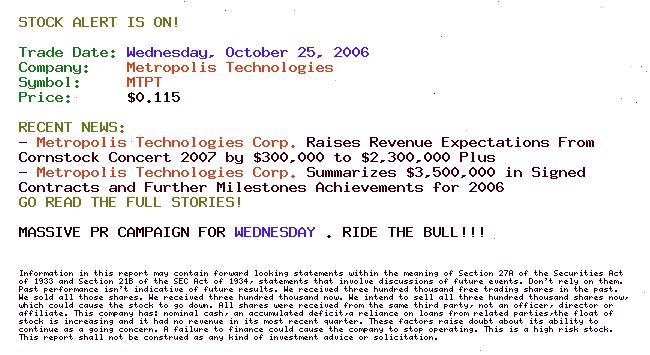 STOCK ALERT IS ON!
Trade Date: Wednesday, October 25, 2006
Company: Metropolis Technologies
Symbol: MTPT
Price: $0.115
RECENT NEWS:
- Metropolis Technologies Corp. Raises Revenue Expectations From
Cornstock Concert 2007 by $300,000 to $2,300,000 Plus
- Metropolis Technologies Corp. Summarizes $3,500,000 in Signed
Contracts and Further Milestones Achievements for 2006
GO READ THE FULL STORIES!
MASSIVE PR CAMPAIGN FOR WEDNESDAY . RIDE THE BULL!!!
Information in this report may contain forward looking statements within the meaning of Section 27A of the Securities Act
of 1933 and Section 21B of the SEC Act of 1934; statements that involve discussions of future events. Don't rely on them.
Past performance isn't indicative of future results. We received three hundred thousand free trading shares in the past.
We sold all those shares. We received three hundred thousand now. We intend to sell all three hundred thousand shares now,
which could cause the stock to go down. All shares were received from the same third party, not an officer, director or
affiliate. This company has: nominal cash, an accumulated deficit,a reliance on loans from related parties,the float of
stock is increasing and it had no revenue in its most recent quarter. These factors raise doubt about its ability to
continue as a going concern. A failure to finance could cause the company to stop operating. This is a high risk stock.
This report shall not be construed as any kind of investment advice or solicitation.